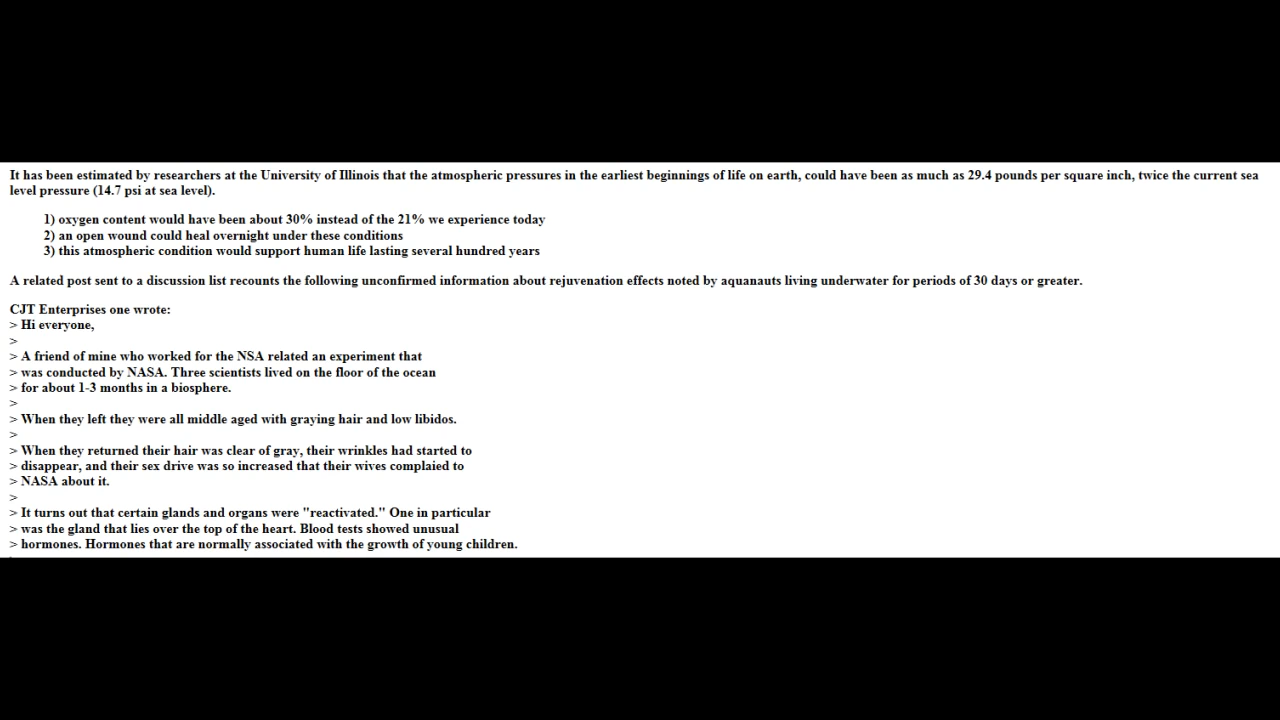 It has been estimated by researchers at the University of Illinois that the atmospheric pressures in the earliest beginnings of life on earth, could have been as much as 29.4 pounds per square inch, twice the current sea
level pressure (14.7 psi at sea level).
1) oxygen content would have been about 30% instead of the 21% we experience today
2) an open wound could heal overnight under these conditions
3) this atmospheric condition would support human life lasting several hundred years
A related post sent to a discussion list recounts the following unconfirmed information about rejuvenation effects noted by aquanauts living underwater for periods of 30 days or greater.
CJT Enterprises one wrote:
> Hi everyone,
>
> A friend of mine who worked for the NSA related an experiment that
> was conducted by NASA. Three scientists lived on the floor of the ocean
> for about 1-3 months in a biosphere.
>
> When they left they were all middle aged with graying hair and low libidos.
>
> When they returned their hair was clear of gray, their wrinkles had started to
> disappear, and their sex drive was so increased that their wives complaied to
> NASA about it.
>
> It turns out that certain glands and organs were "reactivated." One in particular
> was the gland that lies over the top of the heart. Blood tests showed unusual
> hormones. Hormones that are normally associated with the growth of young children.